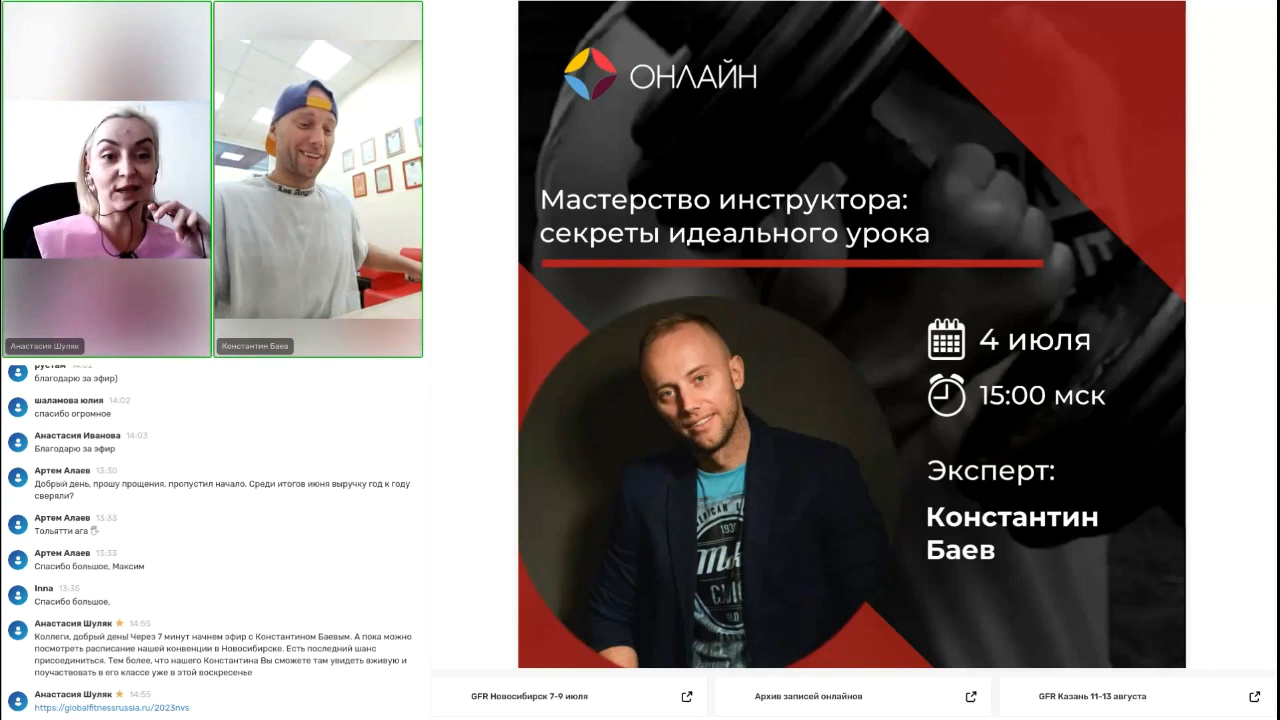 Los Angeles
Анастасия Шуляк
Константин Баев
рустам 14:02
благодарю за эфир)
шаламова юлия 14:02
спасибо огромное
Анастасия Иванова 14:03
Благодарю за эфир
Артем Алаев 13:30
Добрый день, прошу прощения, пропустил начало. Среди итогов июня выручку год к году
сверяли?
Артем Алаев 13:33
Тольятти ага 🖐
Артем Алаев 13:33
Спасибо большое, Максим
Inna 13:35
Спасибо большое,
Анастасия Шуляк 14:55
Коллеги, добрый день! Через 7 минут начнем эфир с Константином Баевым. А пока можно
посмотреть расписание нашей конвенции в Новосибирске. Есть последний шанс
присоединиться. Тем более, что нашего Константина Вы сможете там увидеть вживую и
поучаствовать в его классе уже в этой воскресенье
Анастасия Шуляк 14:55
https://globalfitnessrussia.ru/2023nvs
ОНЛАЙН
Мастерство инструктора:
секреты идеального урока
4 июля
15:00 мск
Эксперт:
Константин
Баев
GFR Новосибирск 7-9 июля
Архив записей онлайнов
GFR Казань 11-13 августа